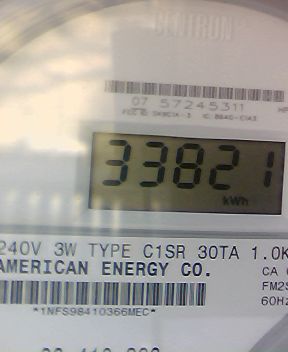 CENTRON
07 57245311
33821
kWh
240V 3W TYPE C1SR 30TA 1.0K
AMERICAN ENERGY CO.
CA
FM2S
60Hz
*1NFS98410366MEC*